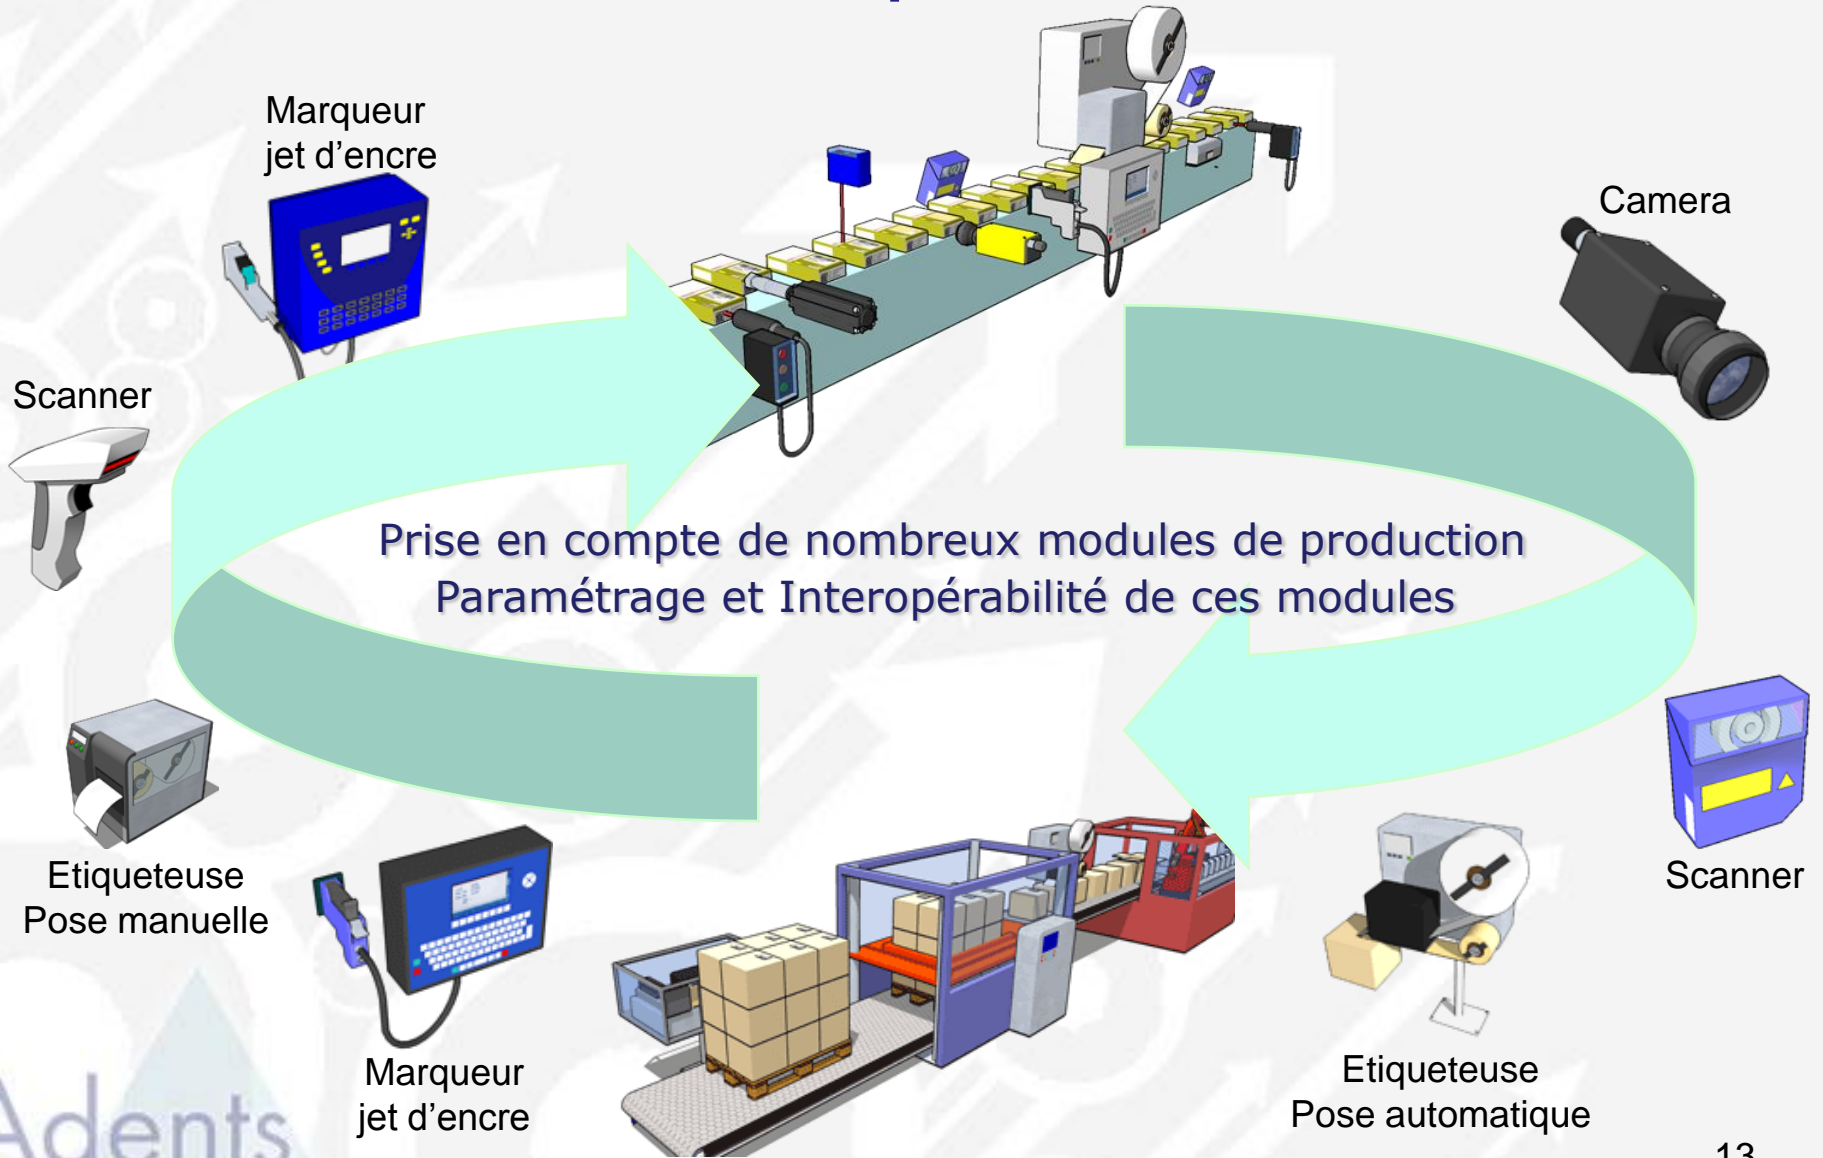 Marqueur
jet d’encre
Camera
Scanner
Prise en compte de nombreux modules de production
Paramétrage et Interopérabilité de ces modules
Scanner
Etiqueteuse
Pose manuelle
Marqueur
jet d’encre
Etiqueteuse
Pose automatique
Adents
13